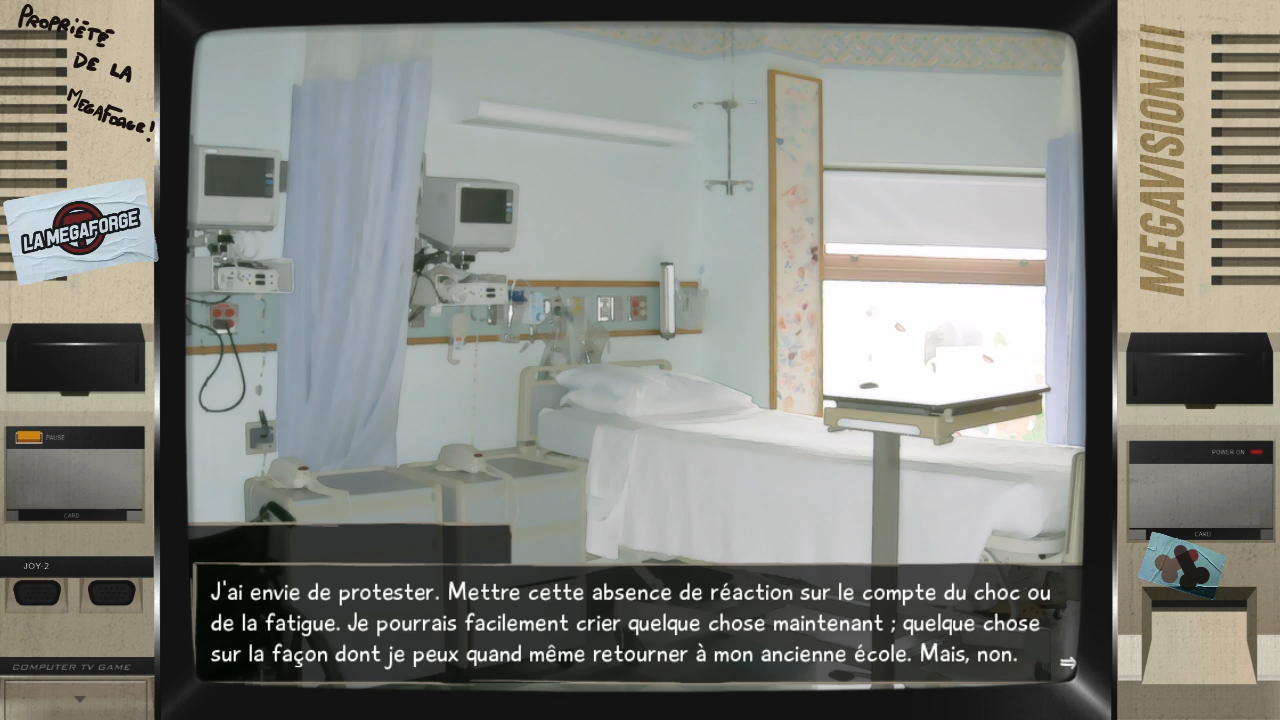 PROPRIÉTÉ
DE LA
MEGAFORGE!
LA MEGAFORGE
PAUSE
CARD
JOY-2
COMPUTER TV GAME
J'ai envie de protester. Mettre cette absence de réaction sur le compte du choc ou
de la fatigue. Je pourrais facilement crier quelque chose maintenant ; quelque chose
sur la façon dont je peux quand même retourner à mon ancienne école. Mais, non.
MEGAVISION///
POWER ON
CARD